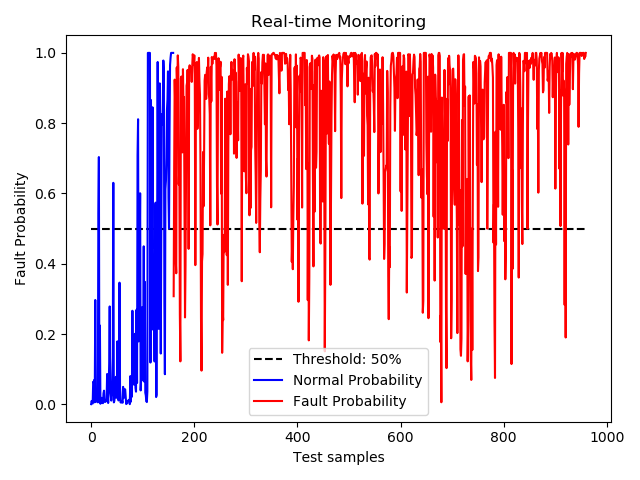 Real-time Monitoring
Fault Probability
1.0
0.8
0.6
0.4
0.2
0.0
Threshold: 50%
Normal Probability
Fault Probability
0
200
400
600
800
1000
Test samples